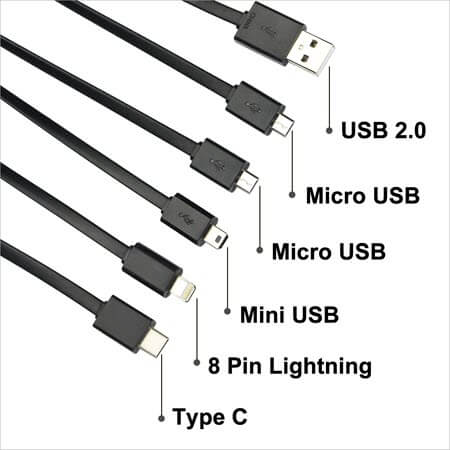 USB 2.0
Micro USB
Micro USB
Mini USB
8 Pin Lightning
Type C